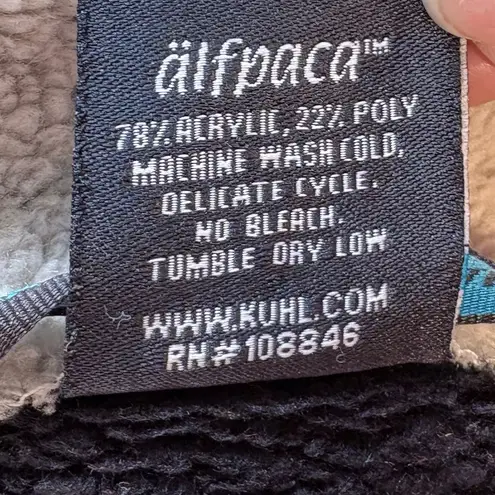 älfpaca™
78% ACRYLIC, 22% POLY
MACHINE WASH COLD,
DELICATE CYCLE.
NO BLEACH.
TUMBLE DRY LOW
WWW.KUHL.COM
RN#108846